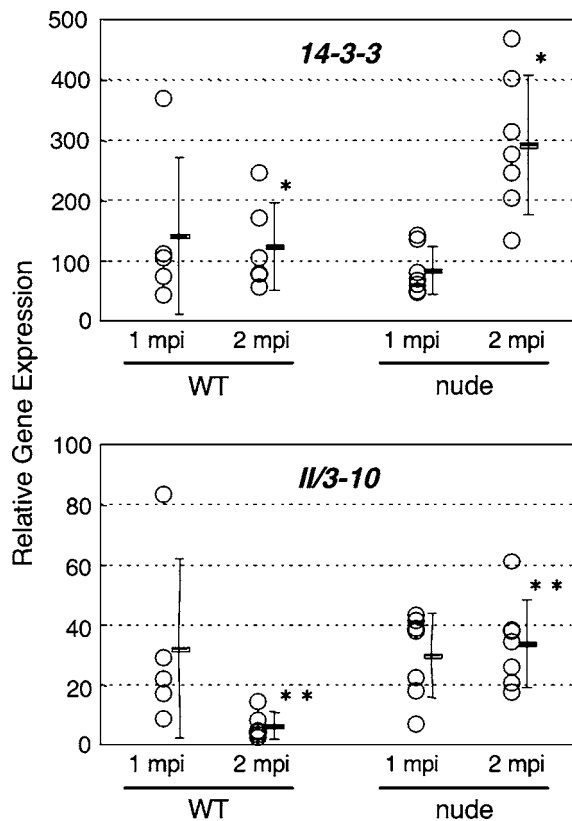 Relative Gene Expression
14-3-3
500
400
300
200
100
0
*
*
1 mpi 2 mpi 1 mpi 2 mpi
WT nude
II/3-10
100
80
60
40
20
0
* *
* *
1 mpi 2 mpi 1 mpi 2 mpi
WT nude